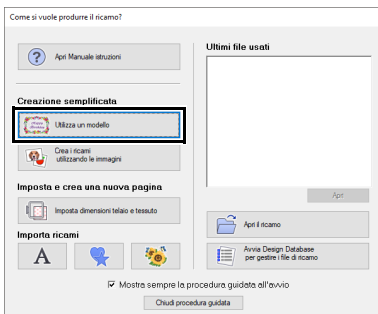 Come si vuole produrre il ricamo?
Apri Manuale istruzioni
Creazione semplificata
Utilizza un modello
Crea i ricami
utilizzando le immagini
Imposta e crea una nuova pagina
Imposta dimensioni telaio e tessuto
Importa ricami
A
Ultimi file usati
Apri
Apri il ricamo
Avvia Design Database
per gestire i file di ricamo
Mostra sempre la procedura guidata all'avvio
Chiudi procedura guidata